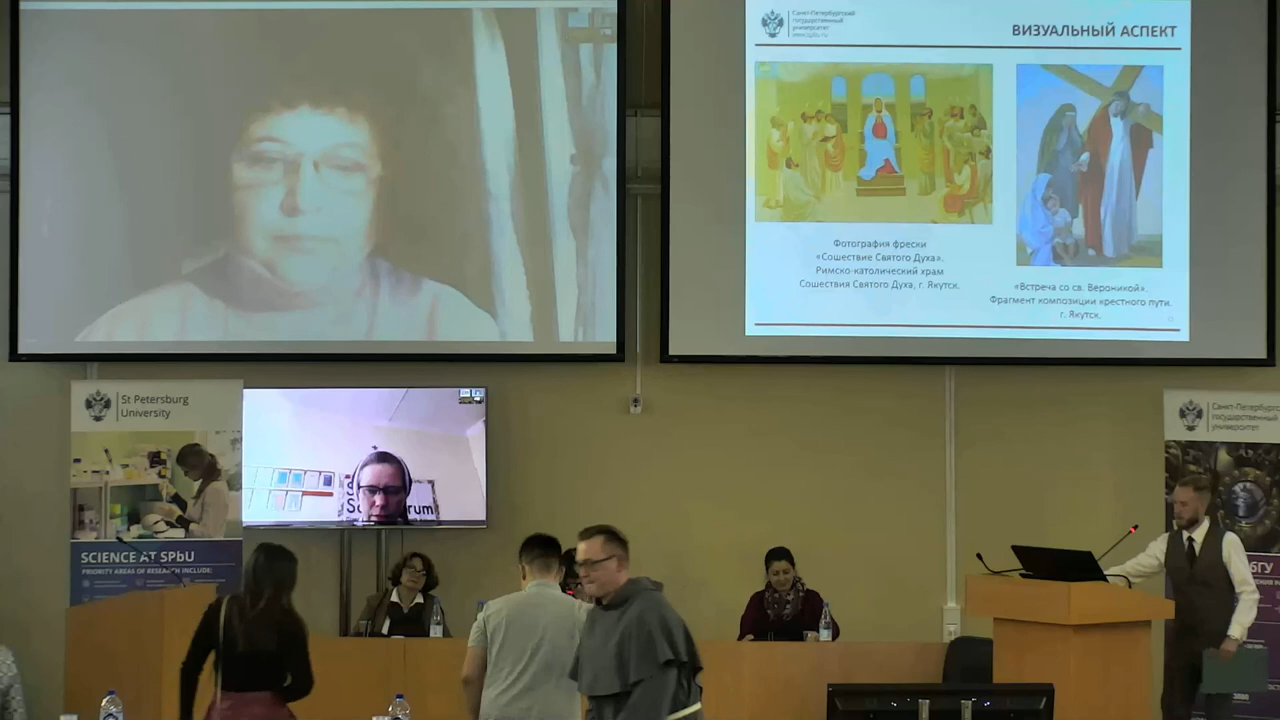 Санкт-Петербургский
государственный
университет
ВИЗУАЛЬНЫЙ АСПЕКТ
Фотография фрески
«Сошествие Святого Духа».
Римско-католический храм
Сошествия Святого Духа, г. Якутск.
«Встреча со св. Вероникой».
Фрагмент композиции крестного пути.
г. Якутск.
St Petersburg
University
SCIENCE AT SPbU
PRIORITY AREAS OF RESEARCH INCLUDE:
Санкт-Петербургский
государственный
университет